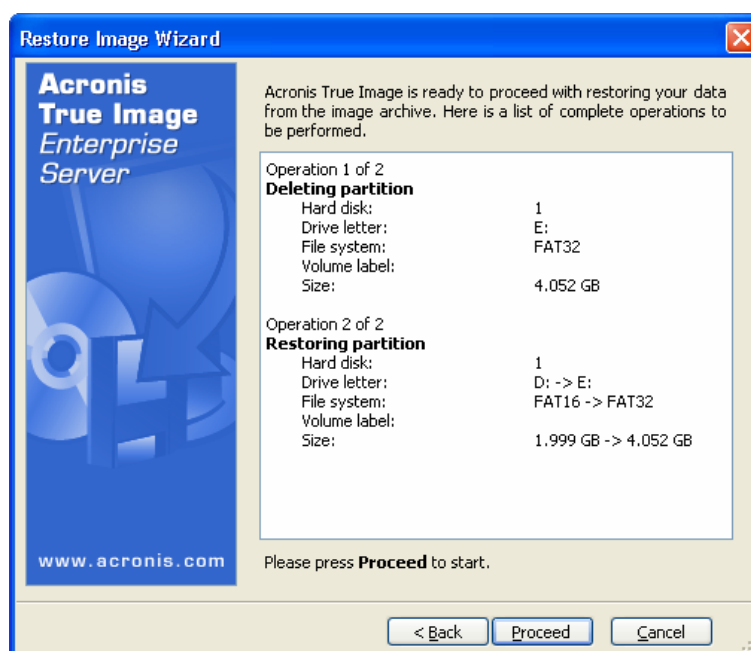 Restore Image Wizard
Acronis
True Image
Enterprise
Server
Acronis True Image is ready to proceed with restoring your data
from the image archive. Here is a list of complete operations to
be performed.
Operation 1 of 2
Deleting partition
Hard disk: 1
Drive letter: E:
File system: FAT32
Volume label:
Size: 4.052 GB
Operation 2 of 2
Restoring partition
Hard disk: 1
Drive letter: D: -> E:
File system: FAT16 -> FAT32
Volume label:
Size: 1.999 GB -> 4.052 GB
www.acronis.com
Please press Proceed to start.
< Back Proceed Cancel